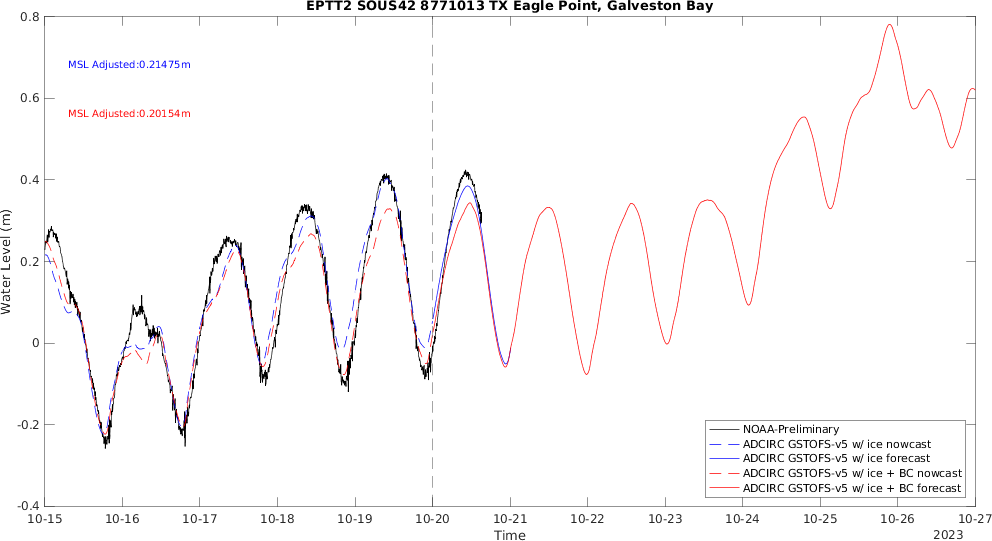 EPTT2 SOUS42 8771013 TX Eagle Point, Galveston Bay
MSL Adjusted:0.21475m
MSL Adjusted:0.20154m
Water Level (m)
0.8
0.6
0.4
0.2
0
-0.2
-0.4
NOAA-Preliminary
ADCIRC GSTOFS-v5 w/ ice nowcast
ADCIRC GSTOFS-v5 w/ ice forecast
ADCIRC GSTOFS-v5 w/ ice + BC nowcast
ADCIRC GSTOFS-v5 w/ ice + BC forecast
10-15 10-16 10-17 10-18 10-19 10-20 10-21 10-22 10-23 10-24 10-25 10-26 10-27
Time
2023